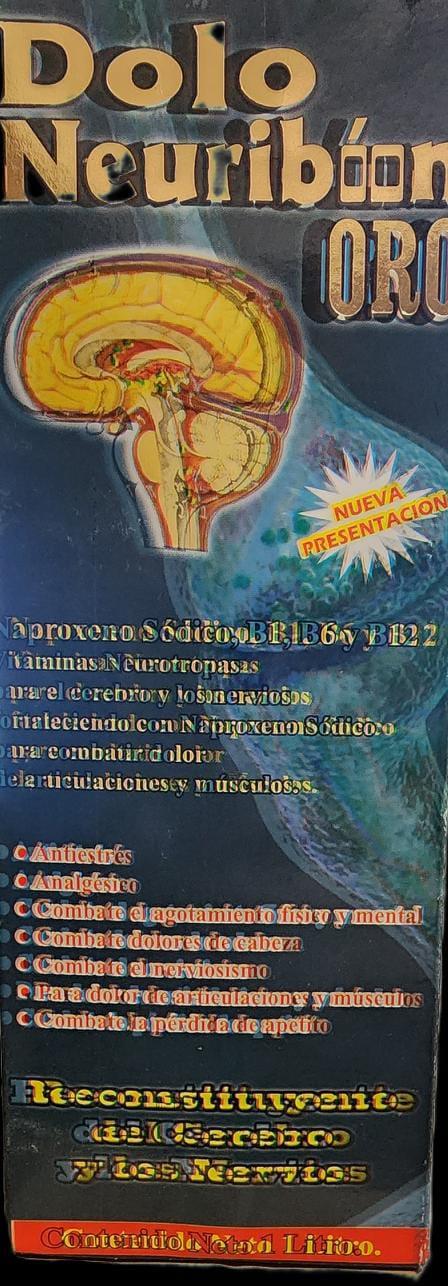 Dolo
Neuribíon
ORO
NUEVA
PRESENTACION
Naproxeno Sódico, B1, B6 y B12
Vitaminas Neurotropas
para el cerebro y los nervios
fortaleciendo con Naproxeno Sódico
para combatir dolor
de articulaciones y músculos.
• Antiestrés
• Analgésico
• Combate el agotamiento físico y mental
• Combate dolores de cabeza
• Combate el nerviosismo
• Para dolor de articulaciones y músculos
• Combate la pérdida de apetito
Reconstituyente
del Cerebro
y los Nervios
Contenido Neto 1 Litro.